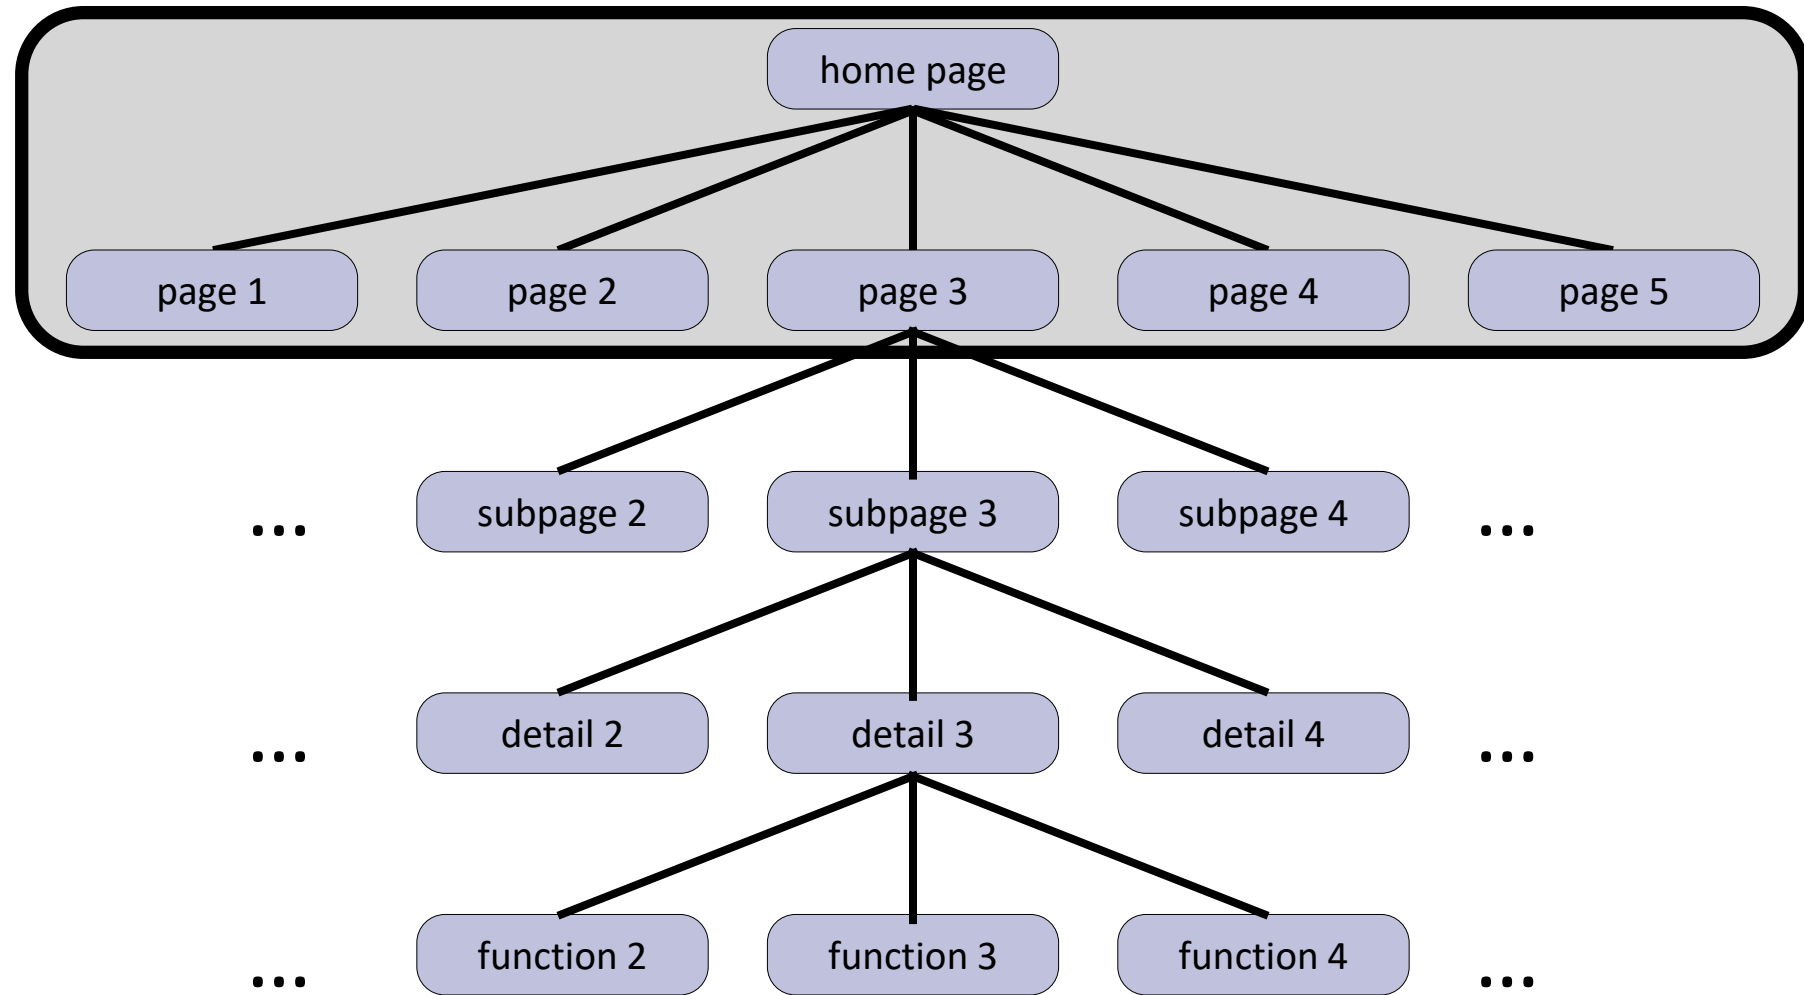 home page
page 1 page 2 page 3 page 4 page 5
... subpage 2 subpage 3 subpage 4 ...
... detail 2 detail 3 detail 4 ...
... function 2 function 3 function 4 ...